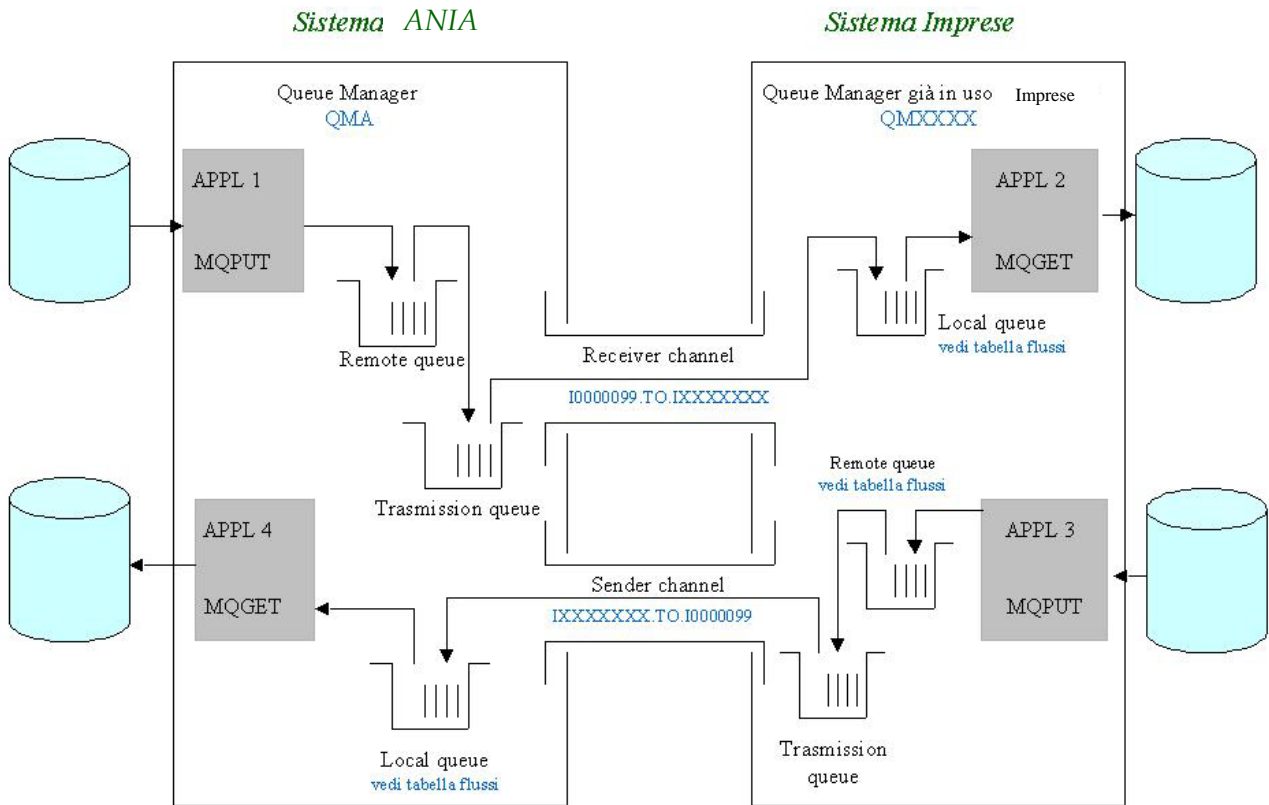 Sistema ANIA
Sistema Imprese
Queue Manager
QMA
Queue Manager già in uso Imprese
QMXXXX
APPL 1
MQPUT
APPL 2
MQGET
Remote queue
Receiver channel
Local queue
vedi tabella flussi
I0000099.TO.IXXXXXXX
Trasmission queue
Remote queue
vedi tabella flussi
APPL 4
MQGET
APPL 3
MQPUT
Sender channel
IXXXXXXX.TO.I0000099
Local queue
vedi tabella flussi
Trasmission
queue